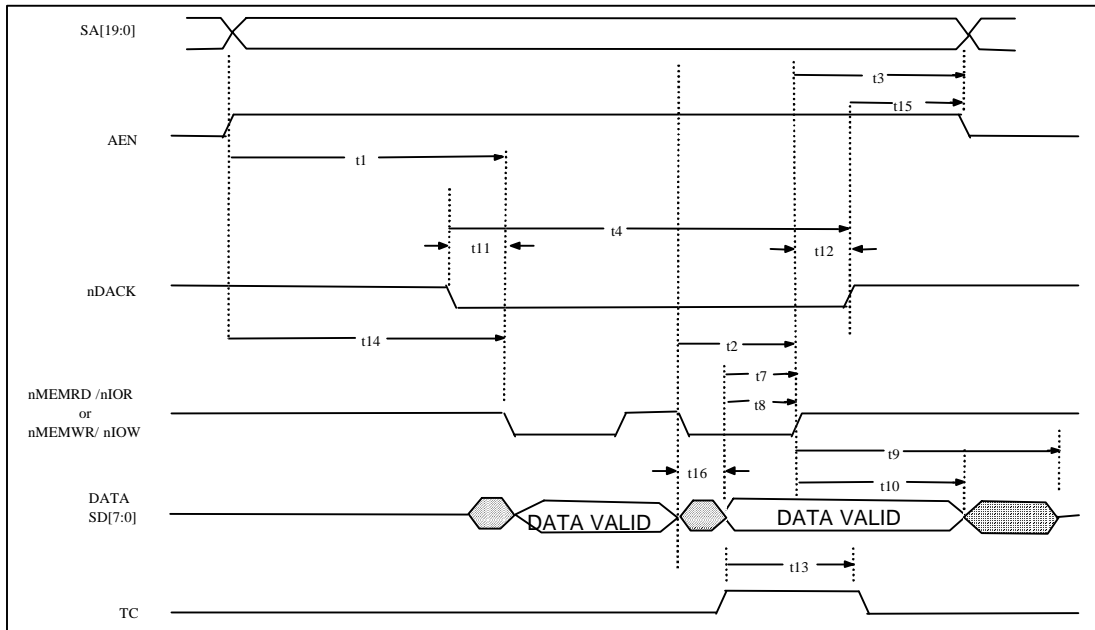 SA[19:0]
t3
t15
AEN
t1
t4
t11
t12
nDACK
t14
t2
t7
nMEMRD /nIOR
or
nMEMWR/ nIOW
t8
t9
t16
t10
DATA
SD[7:0]
DATA VALID
DATA VALID
t13
TC